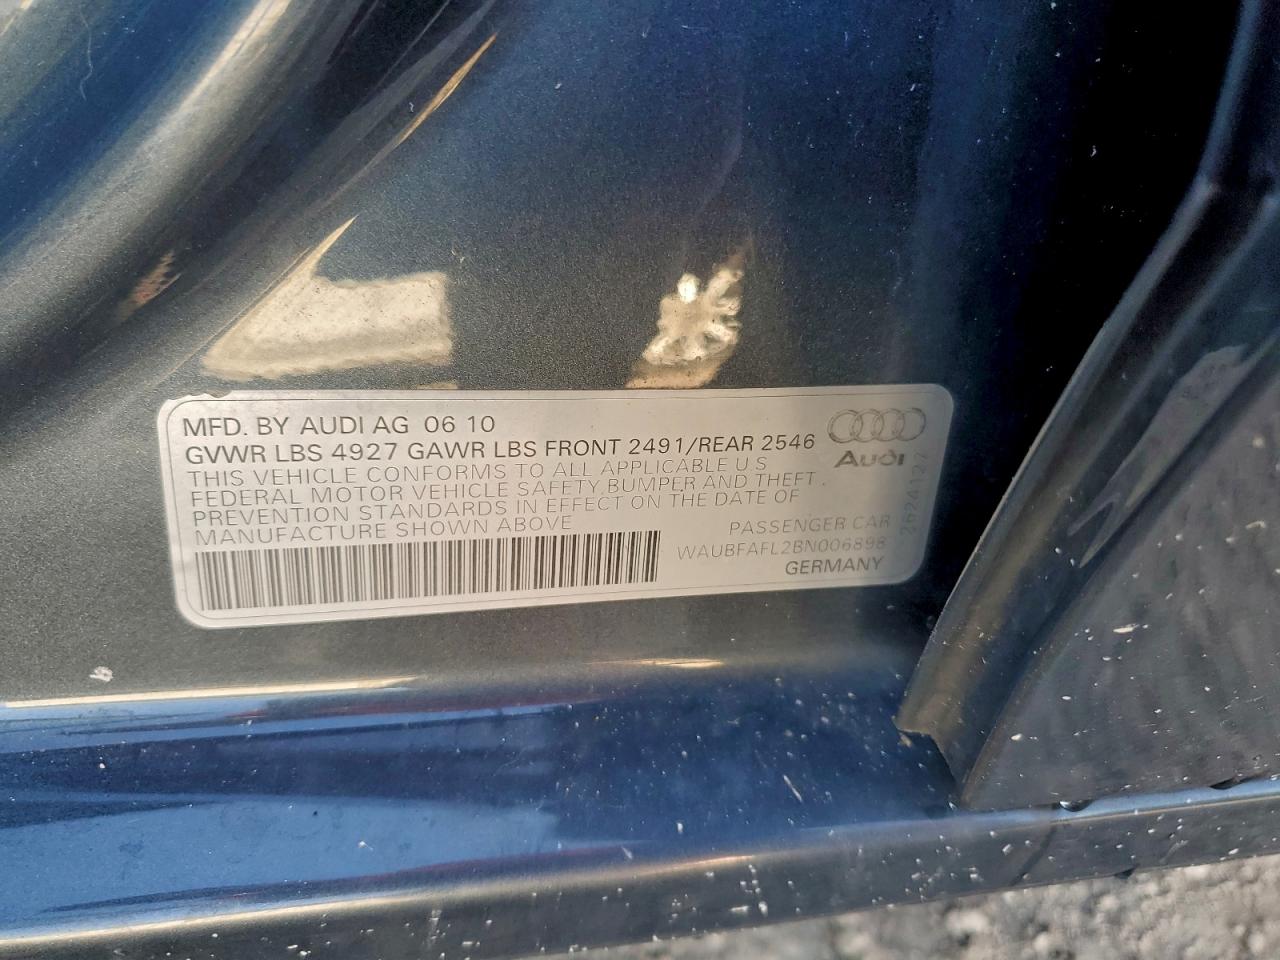 MFD. BY AUDI AG 06 10
GVWR LBS 4927 GAWR LBS FRONT 2491/REAR 2546
THIS VEHICLE CONFORMS TO ALL APPLICABLE U S
FEDERAL MOTOR VEHICLE SAFETY, BUMPER AND THEFT
PREVENTION STANDARDS IN EFFECT ON THE DATE OF
MANUFACTURE SHOWN ABOVE
Audi
PASSENGER CAR
WAUBFAFL2BN006898
GERMANY
2624127